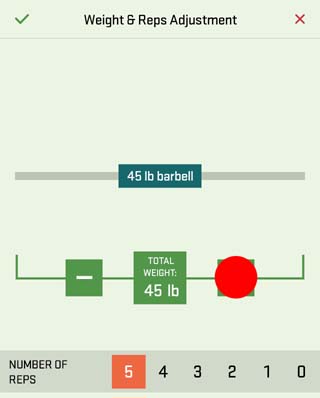 Weight & Reps Adjustment
45 lb barbell
TOTAL
WEIGHT:
45 lb
NUMBER OF
REPS
5 4 3 2 1 0